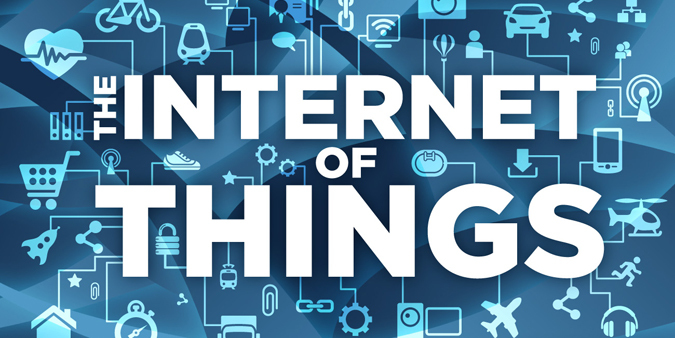 THE INTERNET
OF
THINGS